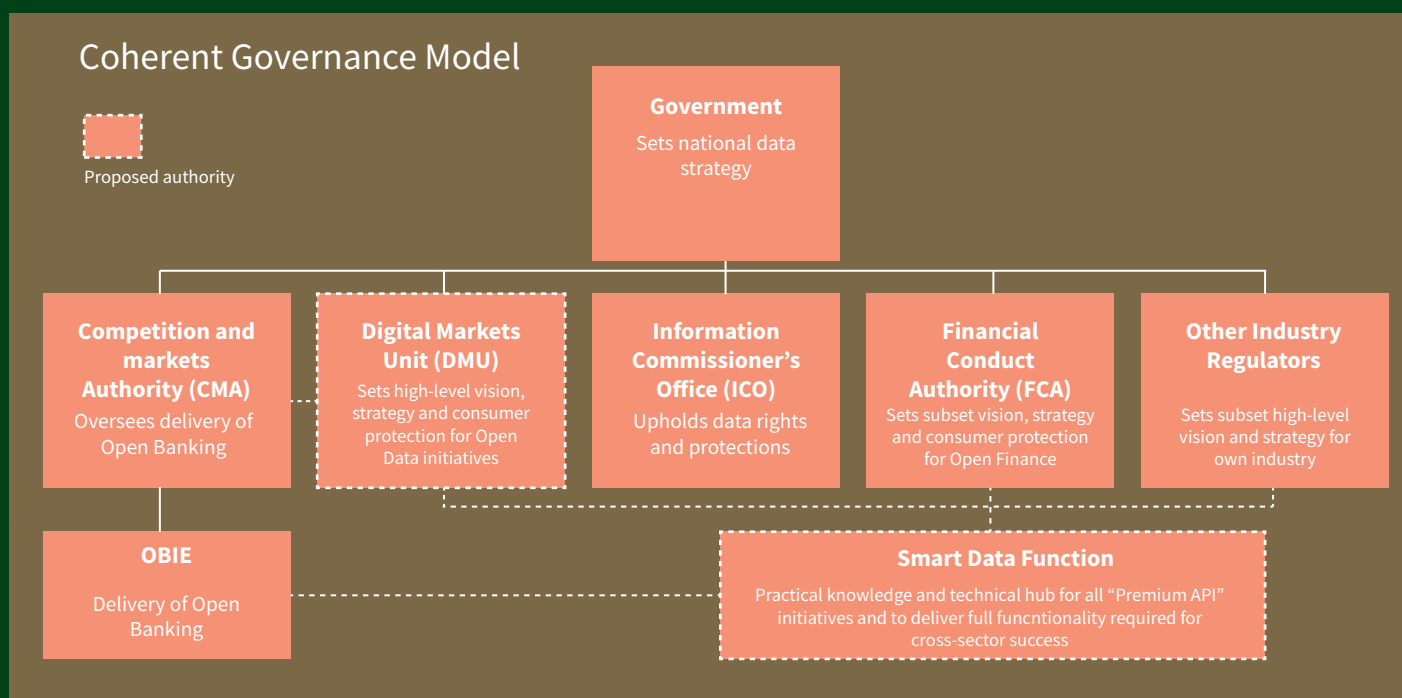 Coherent Governance Model
Proposed authority
Government
Sets national data
strategy
Competition and
markets
Authority (CMA)
Oversees delivery of
Open Banking
Digital Markets
Unit (DMU)
Sets high-level vision,
strategy and consumer
protection for Open
Data initiatives
Information
Commissioner’s
Office (ICO)
Upholds data rights
and protections
Financial
Conduct
Authority (FCA)
Sets subset vision, strategy
and consumer protection
for Open Finance
Other Industry
Regulators
Sets subset high-level
vision and strategy for
own industry
OBIE
Delivery of Open
Banking
Smart Data Function
Practical knowledge and technical hub for all “Premium API”
initiatives and to deliver full funcntionality required for
cross-sector success